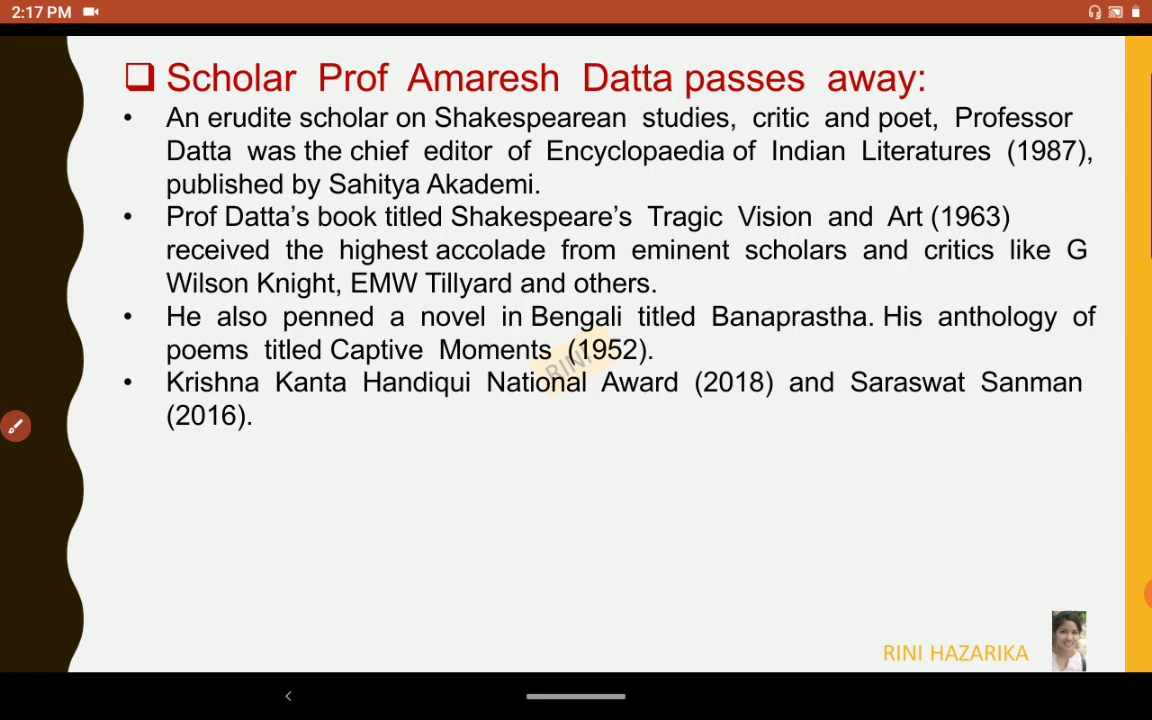 2:17 PM
Scholar Prof Amaresh Datta passes away:
• An erudite scholar on Shakespearean studies, critic and poet, Professor
Datta was the chief editor of Encyclopaedia of Indian Literatures (1987),
published by Sahitya Akademi.
• Prof Datta’s book titled Shakespeare’s Tragic Vision and Art (1963)
received the highest accolade from eminent scholars and critics like G
Wilson Knight, EMW Tillyard and others.
• He also penned a novel in Bengali titled Banaprastha. His anthology of
poems titled Captive Moments (1952).
RINI
• Krishna Kanta Handiqui National Award (2018) and Saraswat Sanman
(2016).
RINI HAZARIKA